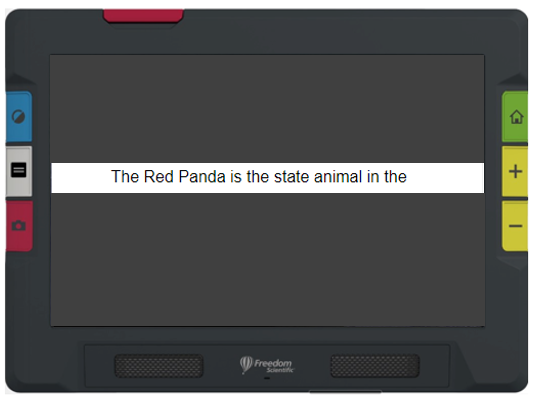 The Red Panda is the state animal in the
Freedom
Scientific